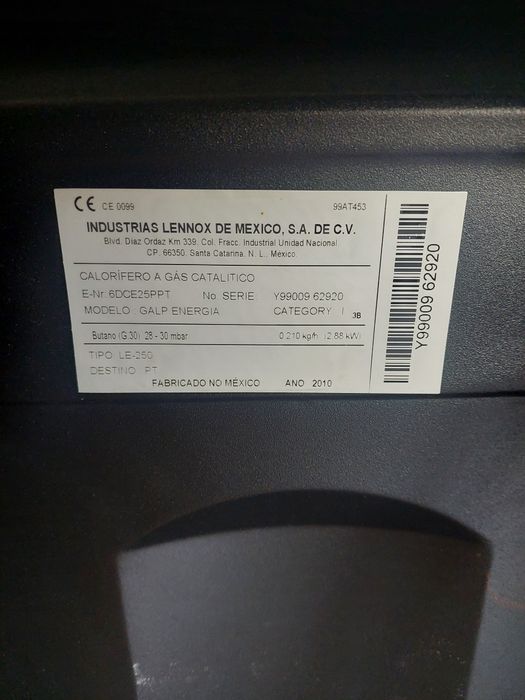 CE CE 0099 99AT453
INDUSTRIAS LENNOX DE MEXICO, S.A. DE C.V.
Blvd. Díaz Ordaz Km 339. Col. Fracc. Industrial Unidad Nacional
CP. 66350. Santa Catarina. N. L., México.
CALORÍFERO A GÁS CATALITICO
E-Nr. 6DCE25PPT No. SERIE: Y99009 62920
MODELO: GALP ENERGIA CATEGORY: I 3B
Butano (G.30) 28 - 30 mbar 0.210 kg/h (2.88 kW)
TIPO LE-250
DESTINO PT
FABRICADO NO MÉXICO ANO 2010
Y99009 62920